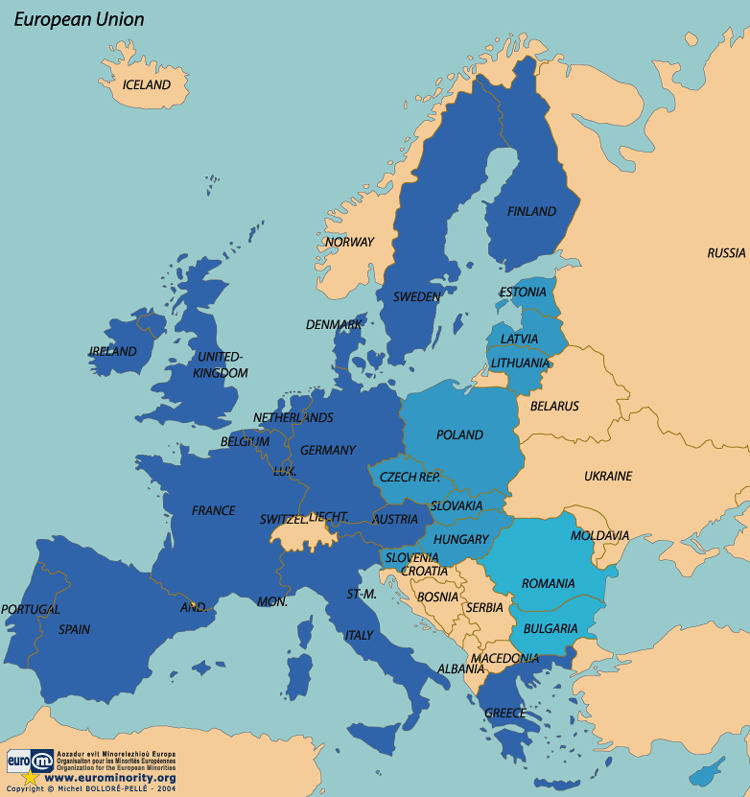 European Union
ICELAND
FINLAND
NORWAY
RUSSIA
ESTONIA
SWEDEN
DENMARK
LATVIA
IRELAND
UNITED-
KINGDOM
LITHUANIA
BELARUS
NETHERLANDS
BELGIUM
GERMANY
POLAND
LUX.
CZECH REP.
UKRAINE
FRANCE
SWITZEL.
LIECHT.
AUSTRIA
SLOVAKIA
HUNGARY
MOLDAVIA
SLOVENIA
CROATIA
ROMANIA
BOSNIA
SERBIA
ST-M.
MON.
AND.
PORTUGAL
SPAIN
ITALY
BULGARIA
MACEDONIA
ALBANIA
GREECE
euro m
Aozadur evit Minorelezhioù Europa
Organisaiton pour les Minorités Européennes
Organization for the European Minorities
www.eurominority.org
Copyright © Michel BOLLORÉ-PELLÉ - 2004